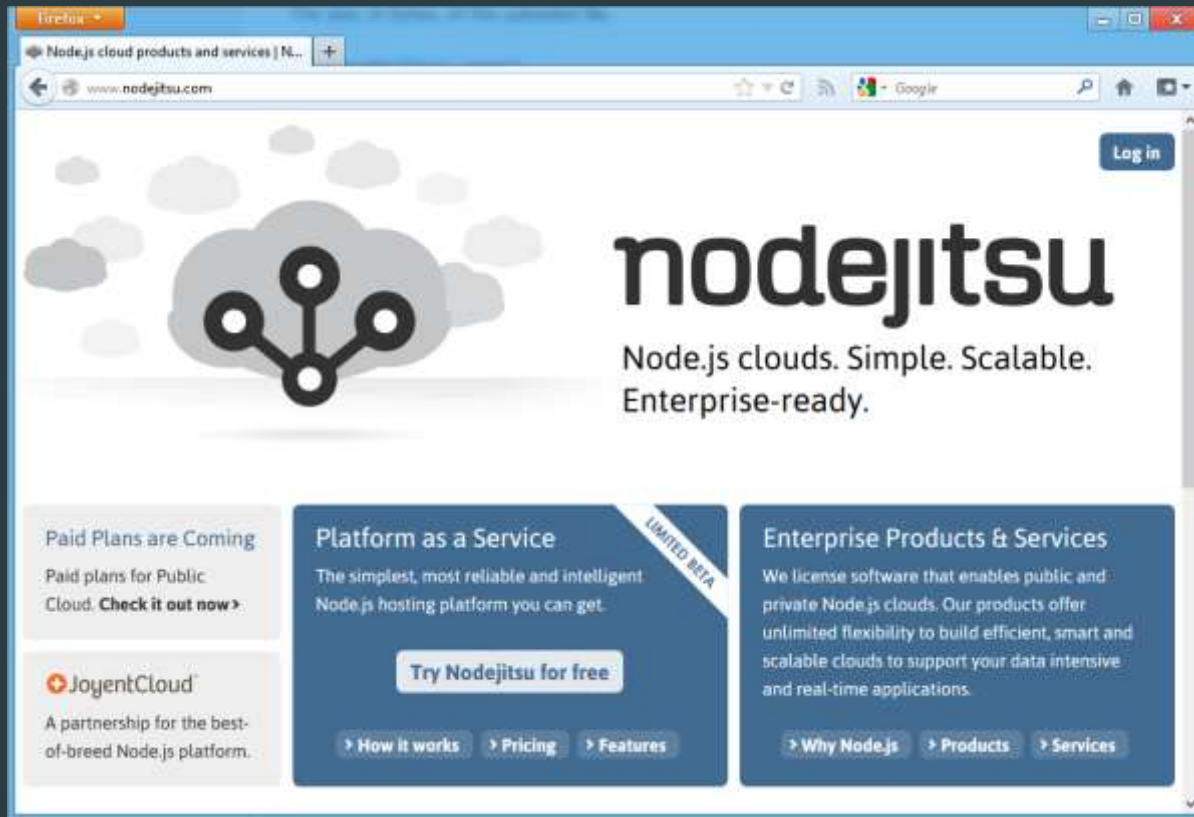 Firefox
Node.js cloud products and services | N...
www.nodejitsu.com
Google
Log in
nodejitsu
Node.js clouds. Simple. Scalable.
Enterprise-ready.
Paid Plans are Coming
Paid plans for Public
Cloud. Check it out now >
JoyentCloud
A partnership for the best-
of-breed Node.js platform.
Platform as a Service
LIMITED BETA
The simplest, most reliable and intelligent
Node.js hosting platform you can get.
Try Nodejitsu for free
> How it works > Pricing > Features
Enterprise Products & Services
We license software that enables public and
private Node.js clouds. Our products offer
unlimited flexibility to build efficient, smart and
scalable clouds to support your data intensive
and real-time applications.
> Why Node.js > Products > Services